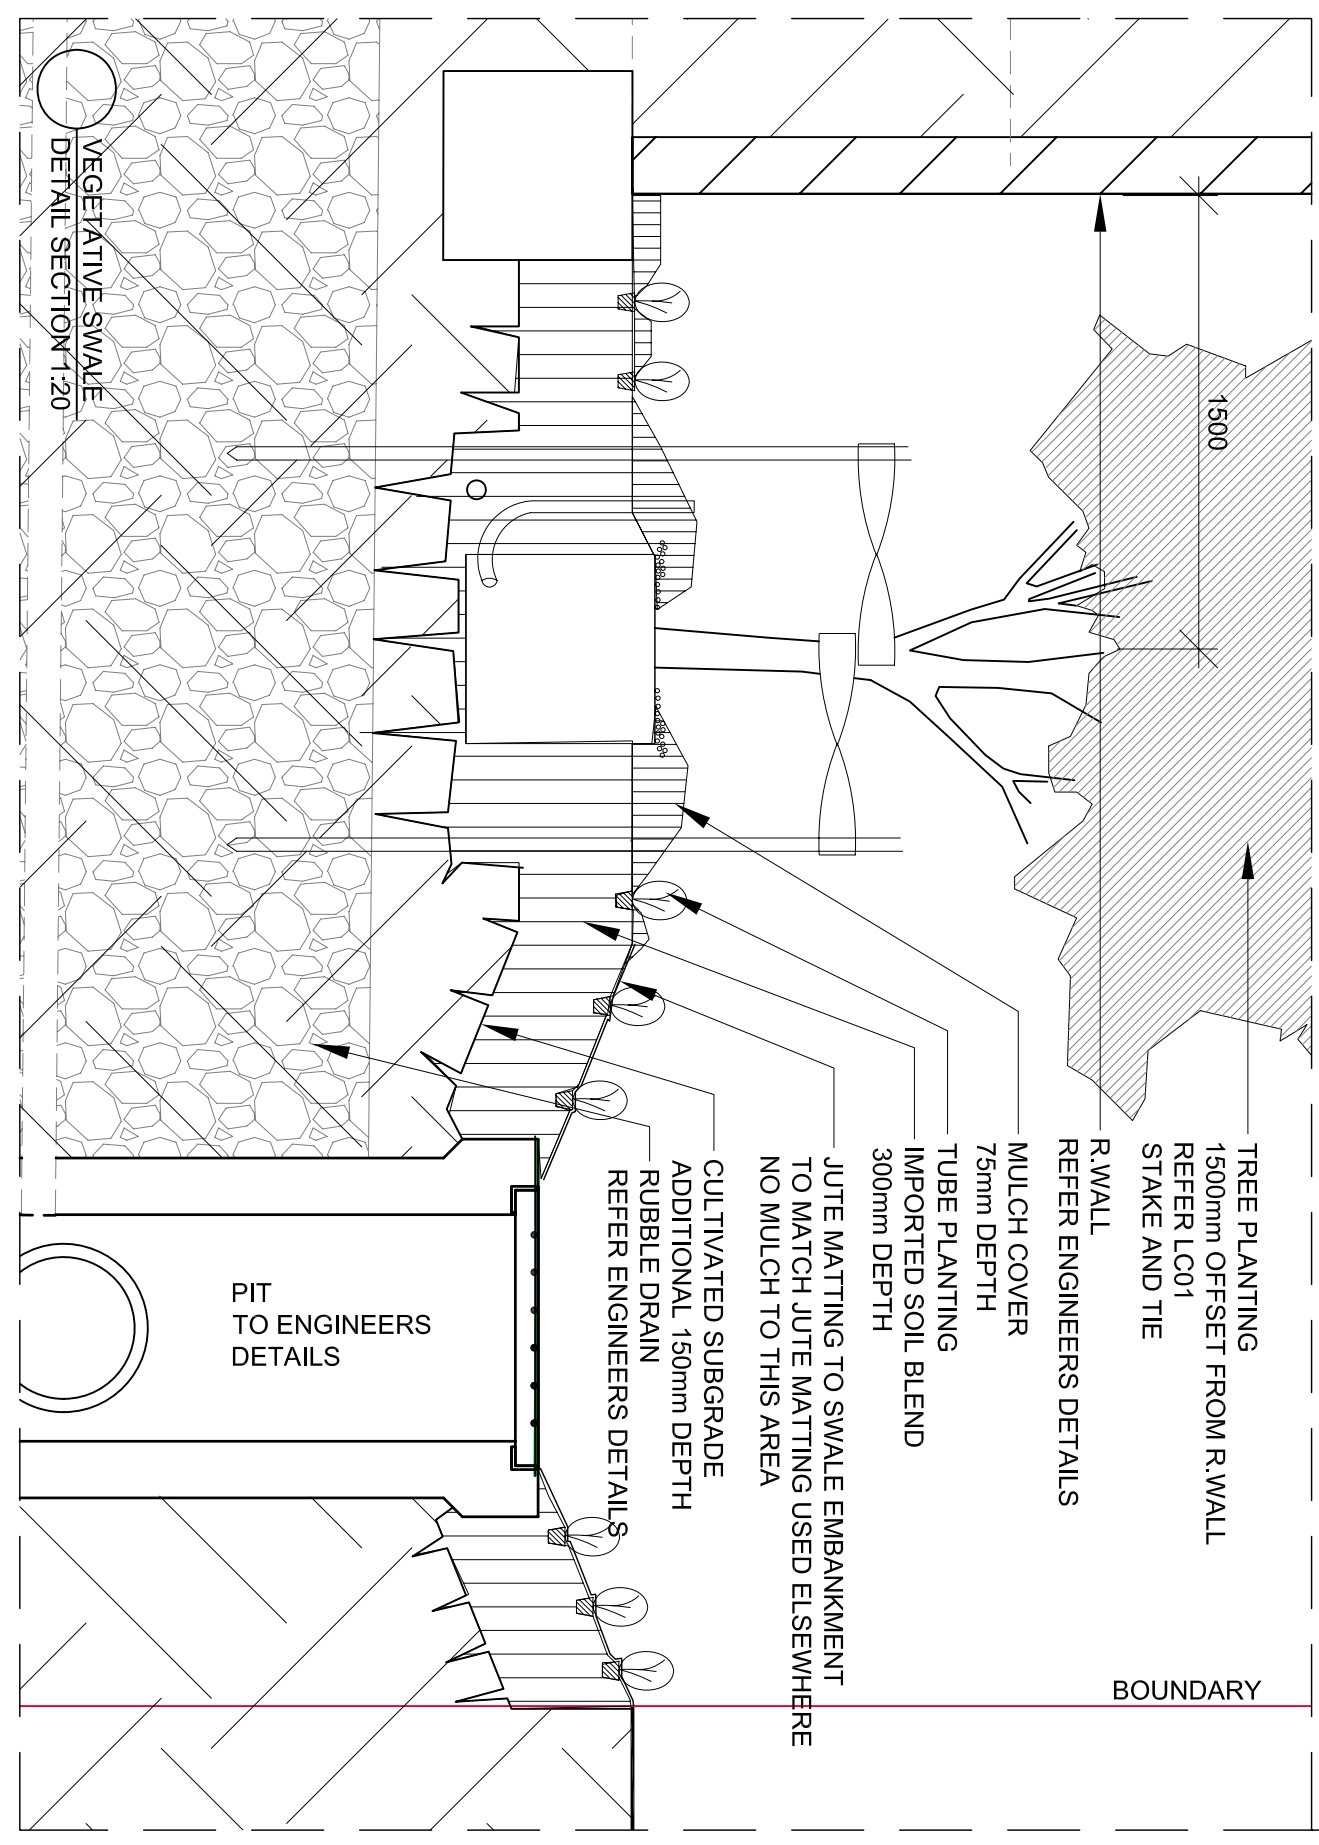 1500
TREE PLANTING
1500mm OFFSET FROM R.WALL
REFER LC01
STAKE AND TIE
R.WALL
REFER ENGINEERS DETAILS
MULCH COVER
75mm DEPTH
TUBE PLANTING
IMPORTED SOIL BLEND
300mm DEPTH
JUTE MATTING TO SWALE EMBANKMENT
TO MATCH JUTE MATTING USED ELSEWHERE
NO MULCH TO THIS AREA
CULTIVATED SUBGRADE
ADDITIONAL 150mm DEPTH
RUBBLE DRAIN
REFER ENGINEERS DETAILS
BOUNDARY
PIT
TO ENGINEERS
DETAILS
VEGETATIVE SWALE
DETAIL SECTION 1:20